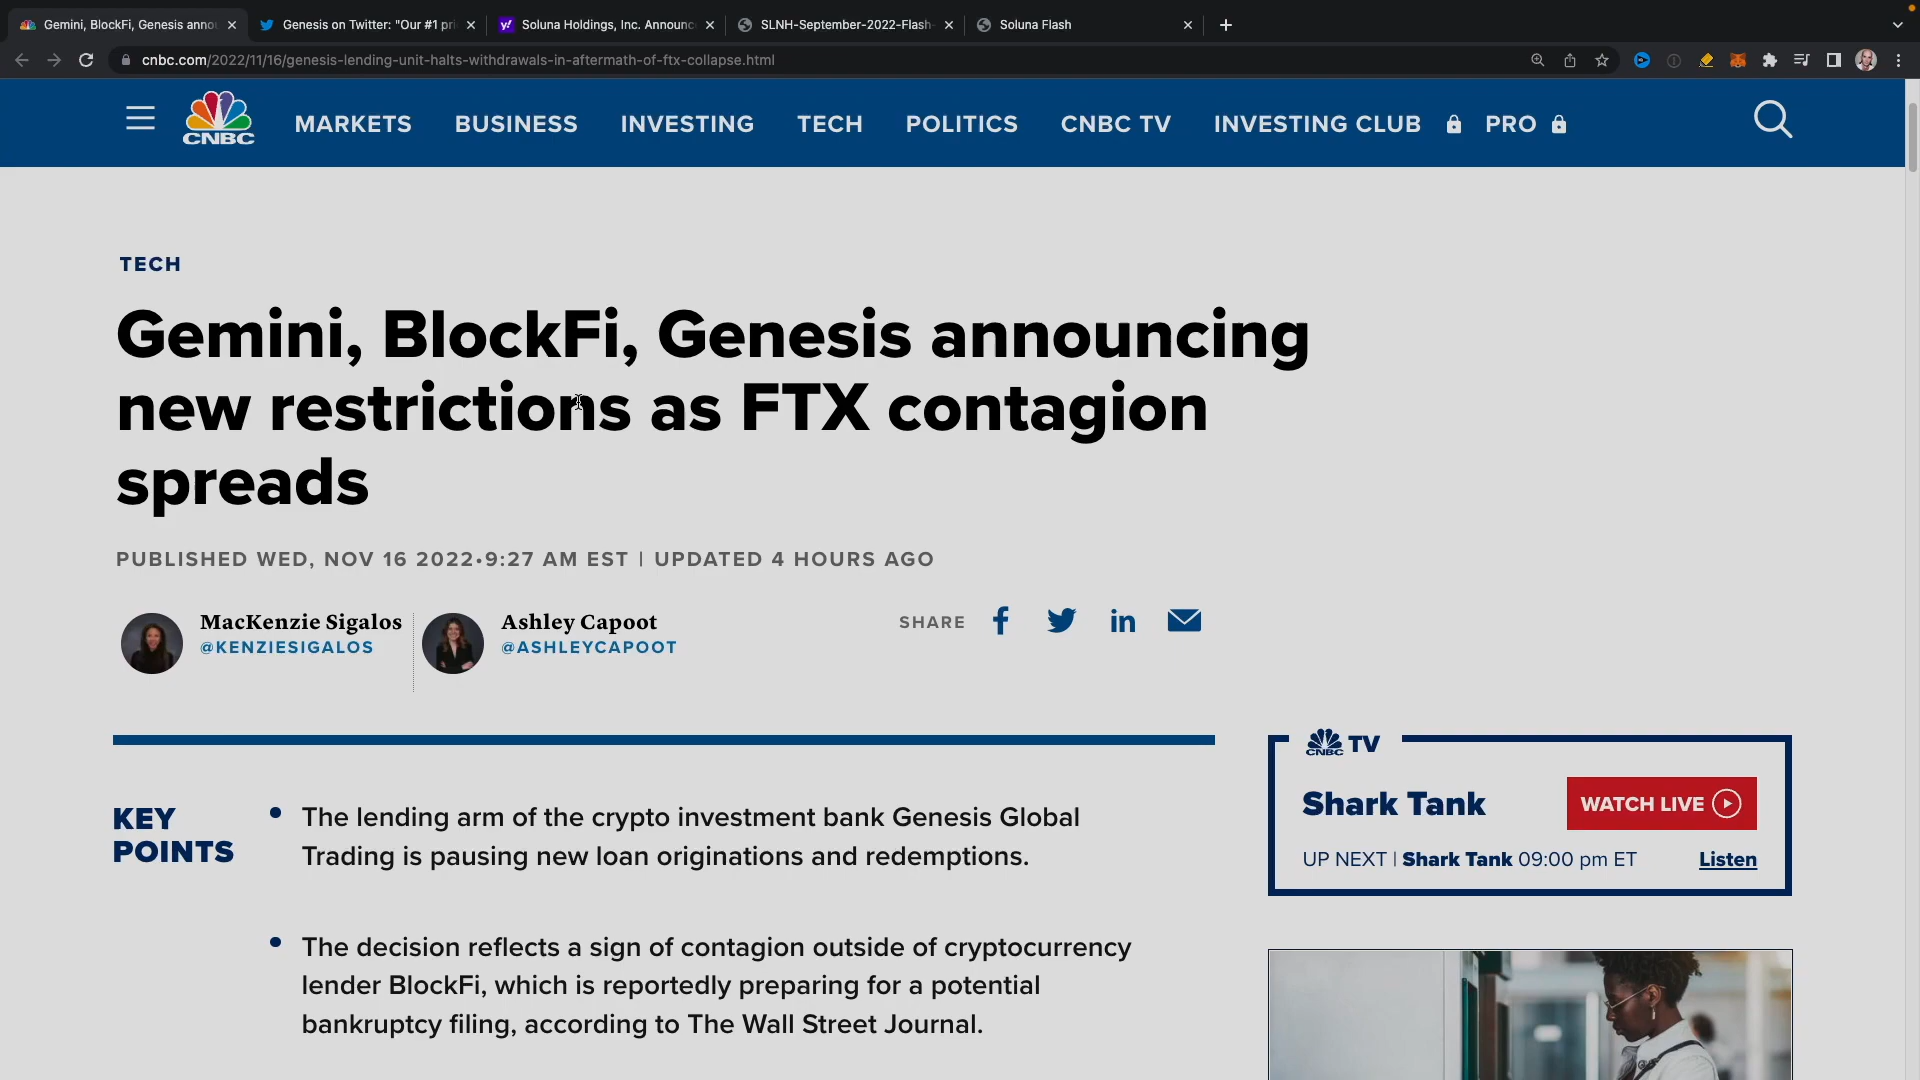 Gemini, BlockFi, Genesis annou
Genesis on Twitter: "Our #1 pri
Soluna Holdings, Inc. Announc
SLNH-September-2022-Flash-
Soluna Flash
cnbc.com/2022/11/16/genesis-lending-unit-halts-withdrawals-in-aftermath-of-ftx-collapse.html
CNBC
MARKETS BUSINESS INVESTING TECH POLITICS CNBC TV INVESTING CLUB PRO
TECH
Gemini, BlockFi, Genesis announcing
new restrictions as FTX contagion
spreads
PUBLISHED WED, NOV 16 2022•9:27 AM EST | UPDATED 4 HOURS AGO
MacKenzie Sigalos
@KENZIESIGALOS
Ashley Capoot
@ASHLEYCAPOOT
SHARE
KEY
POINTS
• The lending arm of the crypto investment bank Genesis Global
Trading is pausing new loan originations and redemptions.
• The decision reflects a sign of contagion outside of cryptocurrency
lender BlockFi, which is reportedly preparing for a potential
bankruptcy filing, according to The Wall Street Journal.
CNBC TV
Shark Tank
WATCH LIVE
UP NEXT | Shark Tank 09:00 pm ET
Listen